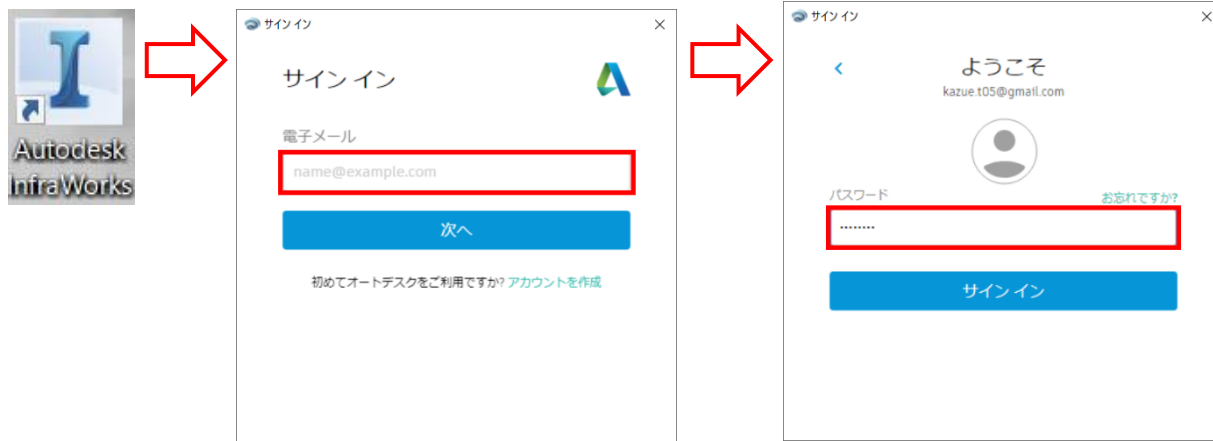 Autodesk
InfraWorks
サイン イン
サイン イン
電子メール
name@example.com
次へ
初めてオートデスクをご利用ですか? アカウントを作成
サイン イン
ようこそ
kazue.t05@gmail.com
パスワード
お忘れですか?
········
サイン イン